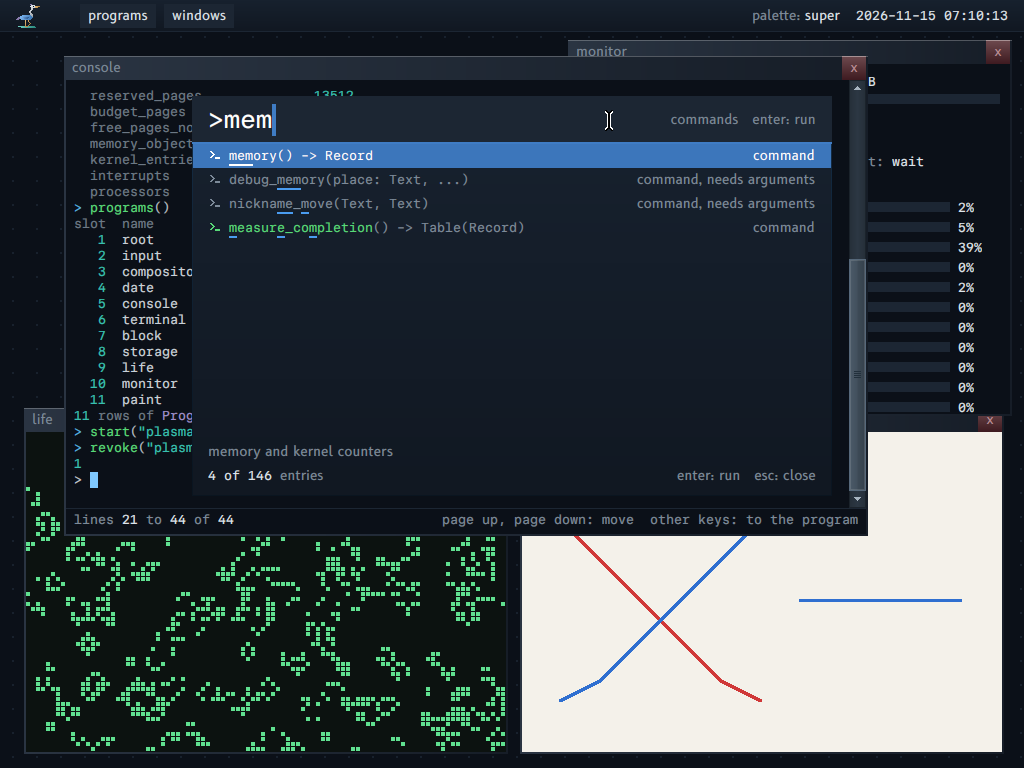 programs windows palette: super 2026-11-15 07:10:13
monitor x
console x
B
reserved_pages 13512
budget_pages
free_pages_no
memory_object
kernel_entrie
interrupts
processors
> programs()
slot name
1 root
2 input
3 composito
4 date
5 console
6 terminal
7 block
8 storage
9 life
10 monitor
11 paint
11 rows of Prog
> start("plasma
> revoke("plasm
1
>
>mem commands enter: run
memory() -> Record command
debug_memory(place: Text, ...) command, needs arguments
nickname_move(Text, Text) command, needs arguments
measure_completion() -> Table(Record) command
memory and kernel counters
4 of 146 entries enter: run esc: close
lines 21 to 44 of 44 page up, page down: move other keys: to the program
t: wait
2%
5%
39%
0%
2%
0%
0%
0%
0%
0%
0%
life
x